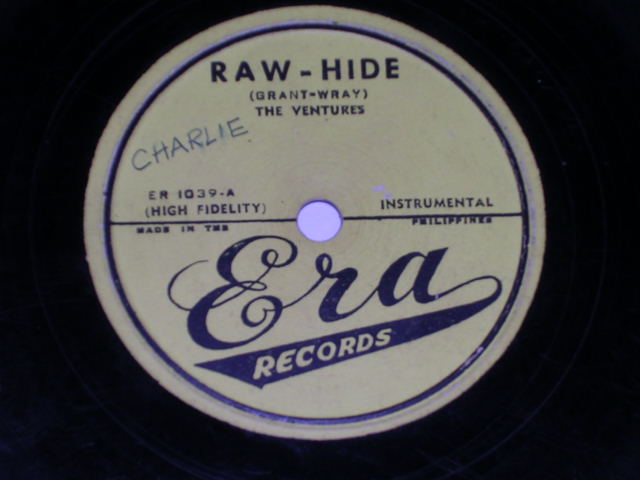 RAW-HIDE
(GRANT-WRAY)
THE VENTURES
CHARLIE
ER 1039-A
(HIGH FIDELITY)
INSTRUMENTAL
MADE IN THE PHILIPPINES
Era
RECORDS